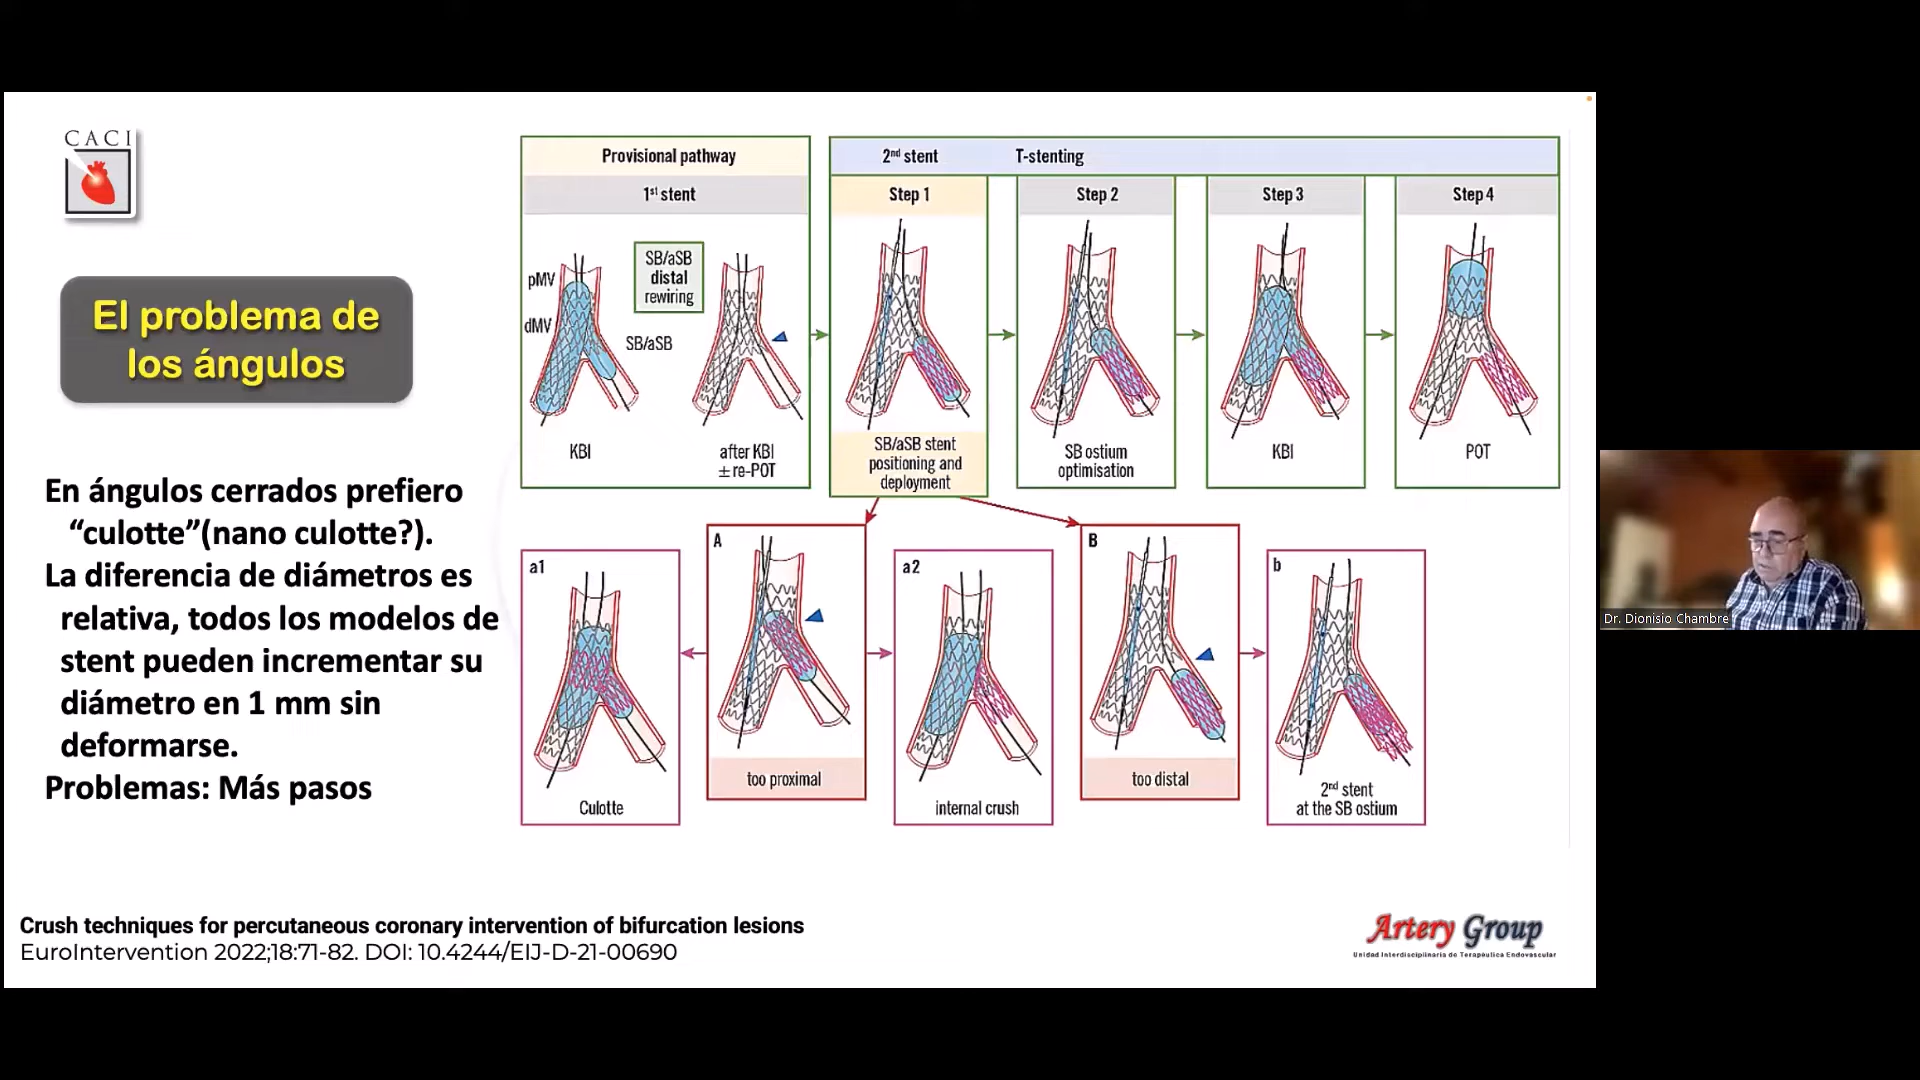 CACI
El problema de
los ángulos
En ángulos cerrados prefiero
“culotte”(nano culotte?).
La diferencia de diámetros es
relativa, todos los modelos de
stent pueden incrementar su
diámetro en 1 mm sin
deformarse.
Problemas: Más pasos
Provisional pathway
1st stent
pMV
dMV
SB/aSB
distal
rewiring
SB/aSB
KBI
after KBI
± re-POT
2nd stent
T-stenting
Step 1
SB/aSB stent
positioning and
deployment
Step 2
SB ostium
optimisation
Step 3
KBI
Step 4
POT
a1
Culotte
A
too proximal
a2
internal crush
B
too distal
b
2nd stent
at the SB ostium
Crush techniques for percutaneous coronary intervention of bifurcation lesions
EuroIntervention 2022;18:71-82. DOI: 10.4244/EIJ-D-21-00690
Artery Group
Unidad Interdisciplinaria de Terapéutica Endovascular
Dr. Dionisio Chambre